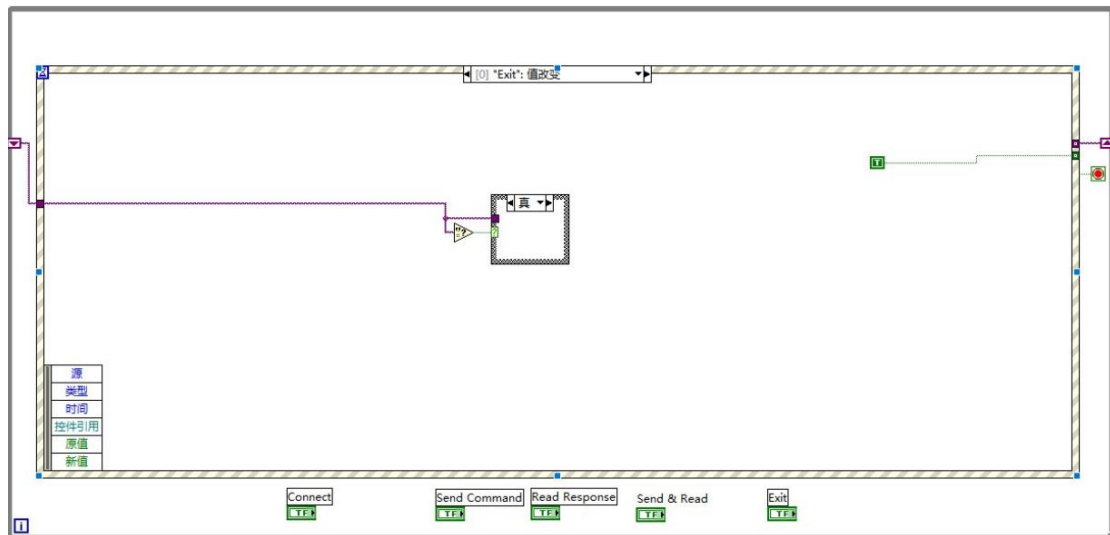 [0] "Exit": 值改变
T
真
"?
=
?
源
类型
时间
控件引用
原值
新值
Connect
Send Command
Read Response
Send & Read
Exit
TF
TF
TF
TF
TF
i